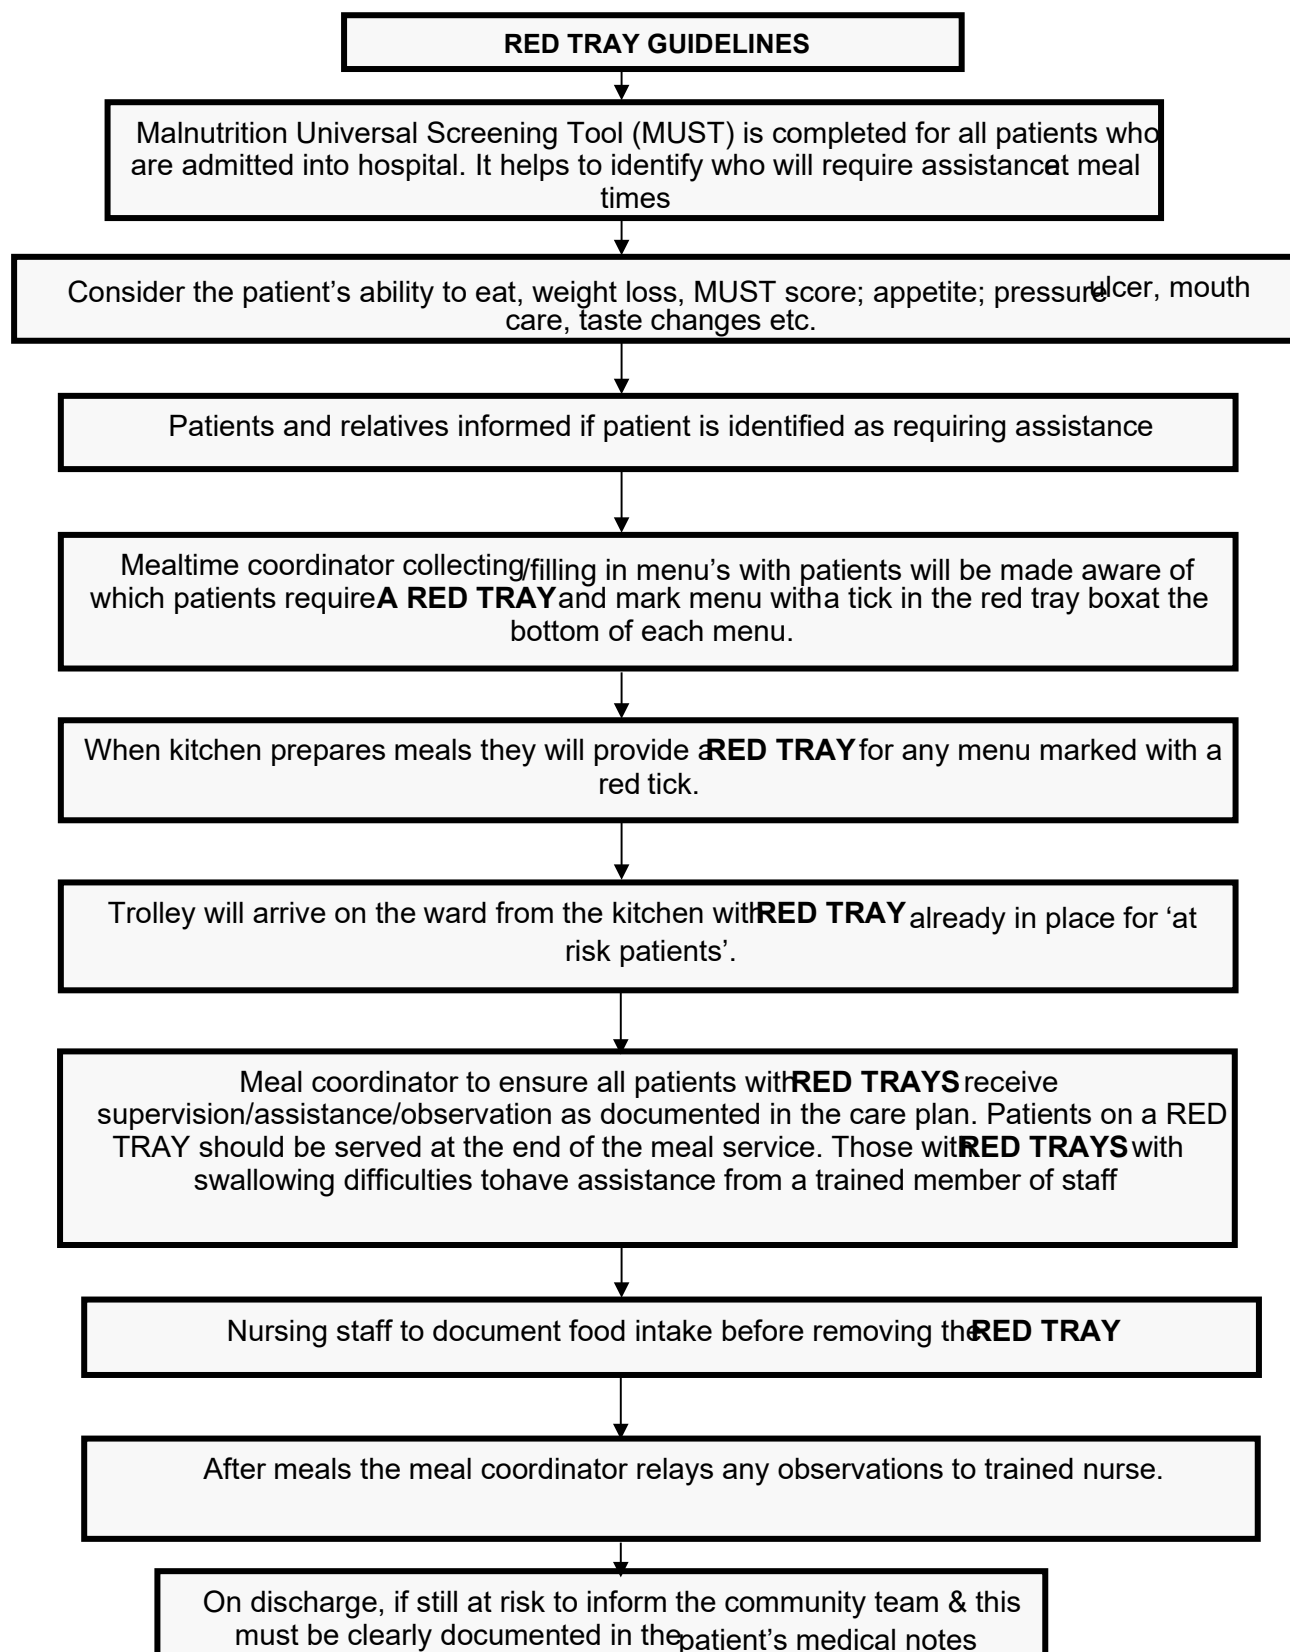 RED TRAY GUIDELINES
Malnutrition Universal Screening Tool (MUST) is completed for all patients who
are admitted into hospital. It helps to identify who will require assistance at meal
times
Consider the patient’s ability to eat, weight loss, MUST score; appetite; pressure ulcer, mouth
care, taste changes etc.
Patients and relatives informed if patient is identified as requiring assistance
Mealtime coordinator collecting/filling in menu’s with patients will be made aware of
which patients require A RED TRAY and mark menu with a tick in the red tray box at the
bottom of each menu.
When kitchen prepares meals they will provide a RED TRAY for any menu marked with a
red tick.
Trolley will arrive on the ward from the kitchen with RED TRAY already in place for ‘at
risk patients’.
Meal coordinator to ensure all patients with RED TRAYS receive
supervision/assistance/observation as documented in the care plan. Patients on a RED
TRAY should be served at the end of the meal service. Those with RED TRAYS with
swallowing difficulties to have assistance from a trained member of staff
Nursing staff to document food intake before removing the RED TRAY
After meals the meal coordinator relays any observations to trained nurse.
On discharge, if still at risk to inform the community team & this
must be clearly documented in the patient’s medical notes